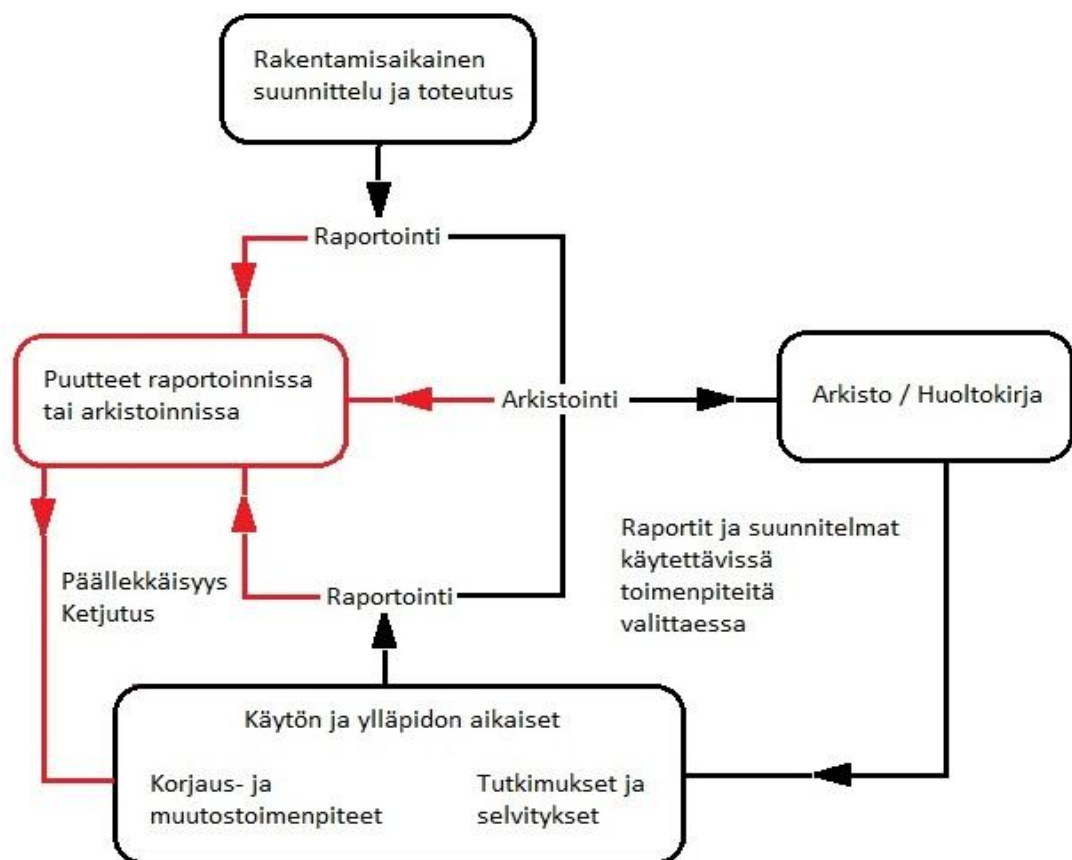 Rakentamisaikainen
suunnittelu ja toteutus
Raportointi
Puutteet raportoinnissa
tai arkistoinnissa
Arkistointi
Arkisto / Huoltokirja
Raportit ja suunnitelmat
käytettävissä
toimenpiteitä
valittaessa
Päällekkäisyys
Ketjutus
Raportointi
Käytön ja ylläpidon aikaiset
Korjaus- ja
muutostoimenpiteet
Tutkimukset ja
selvitykset